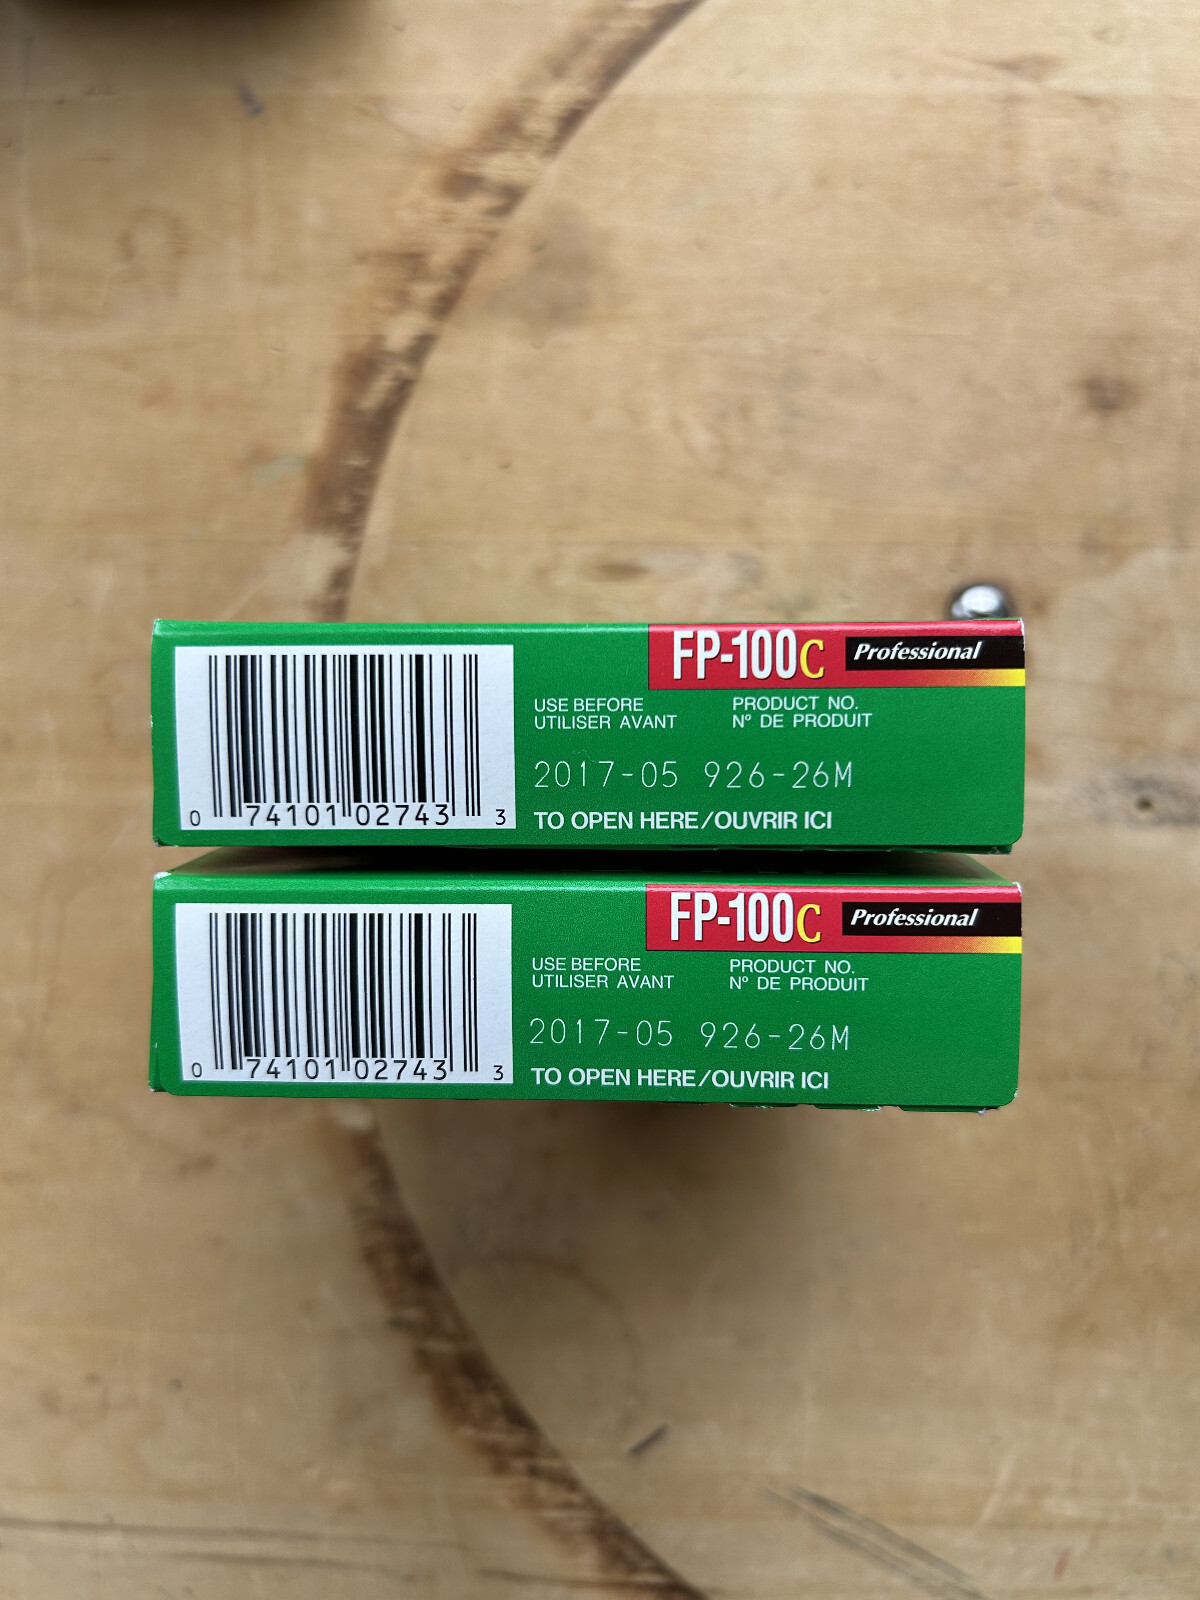 FP-100C Professional
USE BEFORE PRODUCT NO.
UTILISER AVANT Nº DE PRODUIT
2017-05 926-26M
0 74101 02743 3
TO OPEN HERE/OUVRIR ICI
FP-100C Professional
USE BEFORE PRODUCT NO.
UTILISER AVANT Nº DE PRODUIT
2017-05 926-26M
0 74101 02743 3
TO OPEN HERE/OUVRIR ICI